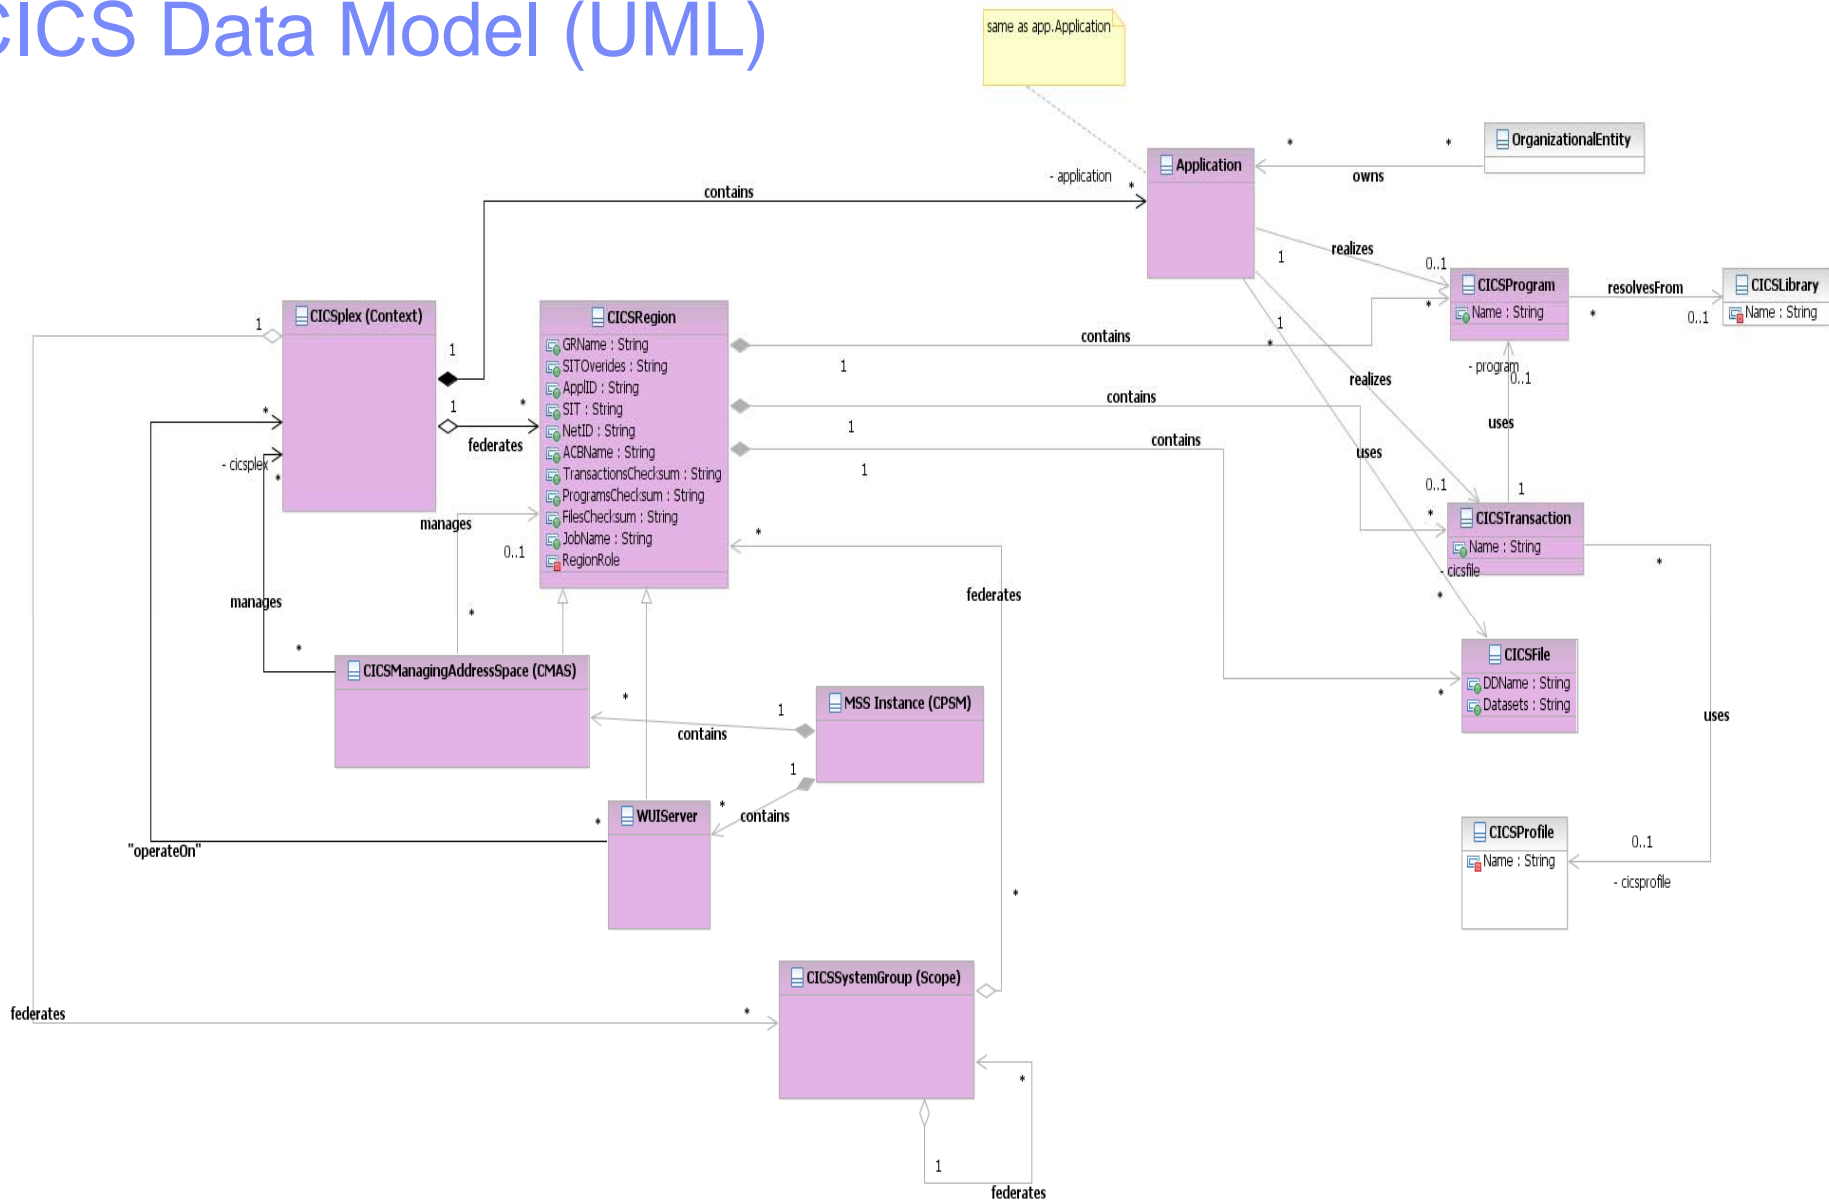 CICS Data Model (UML)
same as app.Application
OrganizationalEntity
*
*
owns
Application
- application
*
contains
realizes
1
0..1
CICSProgram
Name : String
*
resolvesFrom
*
0..1
CICSLibrary
Name : String
CICSplex (Context)
1
1
1
*
federates
*
- cicsplex
*
CICSRegion
GRName : String
SITOverides : String
ApplID : String
SIT : String
NetID : String
ACBName : String
TransactionsChecksum : String
ProgramsChecksum : String
FilesChecksum : String
JobName : String
RegionRole
contains
1
contains
1
contains
1
1
*
realizes
uses
- program
0..1
uses
1
0..1
*
CICSTransaction
Name : String
- cicsfile
*
*
CICSFile
DDName : String
Datasets : String
*
uses
CICSProfile
Name : String
0..1
- cicsprofile
manages
0..1
*
manages
*
CICSManagingAddressSpace (CMAS)
*
1
contains
MSS Instance (CPSM)
1
*
contains
WUIServer
*
"operateOn"
*
federates
*
CICSSystemGroup (Scope)
federates
*
*
1
federates